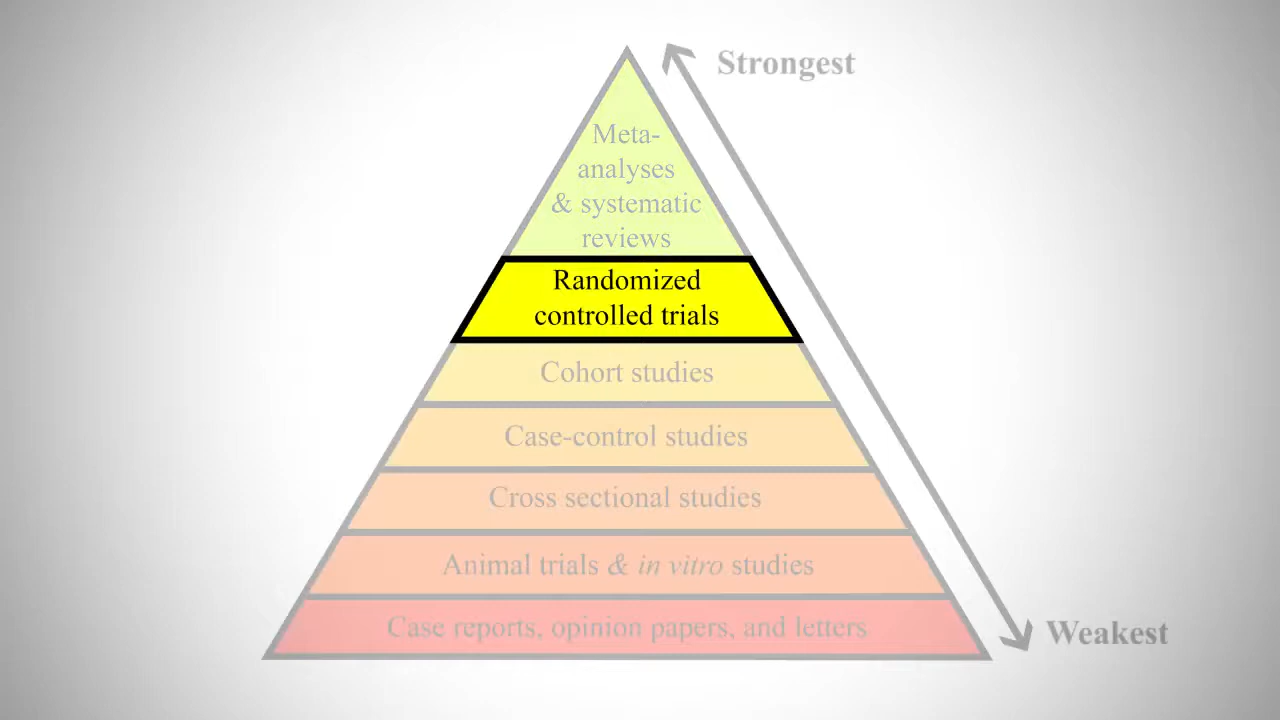 Strongest
Meta-
analyses
& systematic
reviews
Randomized
controlled trials
Cohort studies
Case-control studies
Cross sectional studies
Animal trials & in vitro studies
Case reports, opinion papers, and letters
Weakest